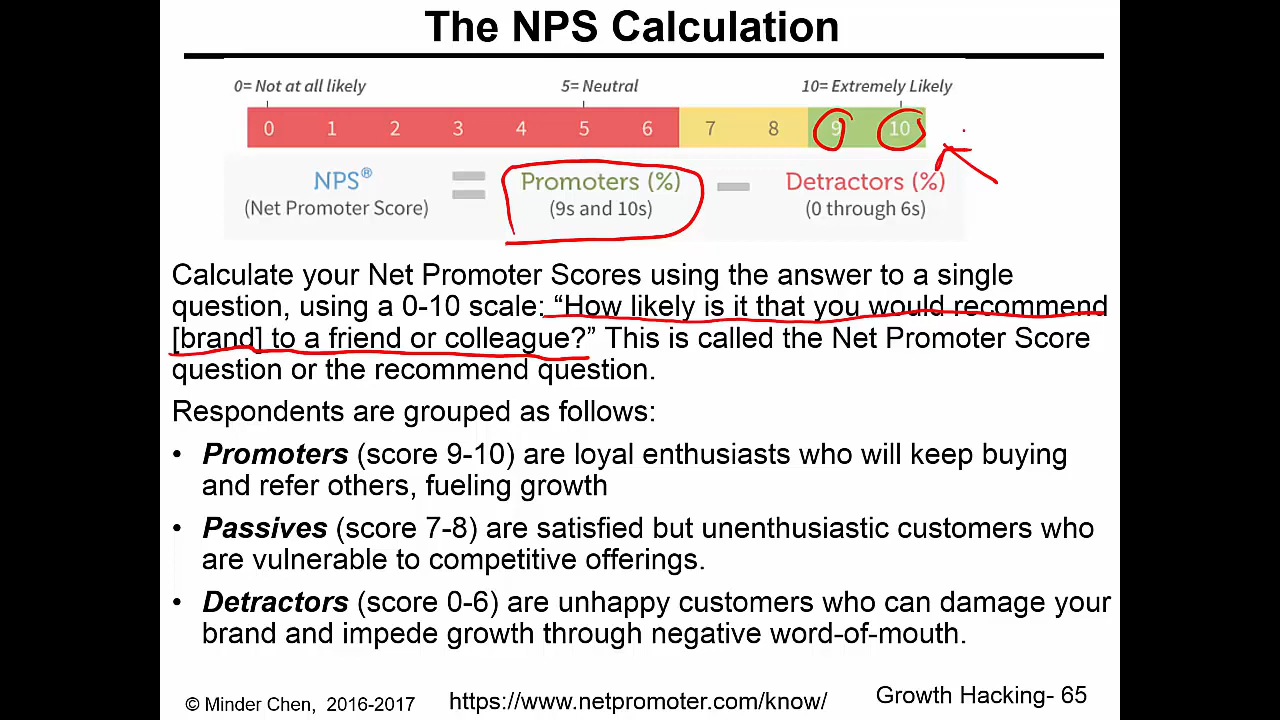 The NPS Calculation
0= Not at all likely 5= Neutral 10= Extremely Likely
0 1 2 3 4 5 6 7 8 9 10
NPS® = Promoters (%) – Detractors (%)
(Net Promoter Score) (9s and 10s) (0 through 6s)
Calculate your Net Promoter Scores using the answer to a single
question, using a 0-10 scale: “How likely is it that you would recommend
[brand] to a friend or colleague?” This is called the Net Promoter Score
question or the recommend question.
Respondents are grouped as follows:
• Promoters (score 9-10) are loyal enthusiasts who will keep buying
and refer others, fueling growth
• Passives (score 7-8) are satisfied but unenthusiastic customers who
are vulnerable to competitive offerings.
• Detractors (score 0-6) are unhappy customers who can damage your
brand and impede growth through negative word-of-mouth.
© Minder Chen, 2016-2017 https://www.netpromoter.com/know/ Growth Hacking- 65